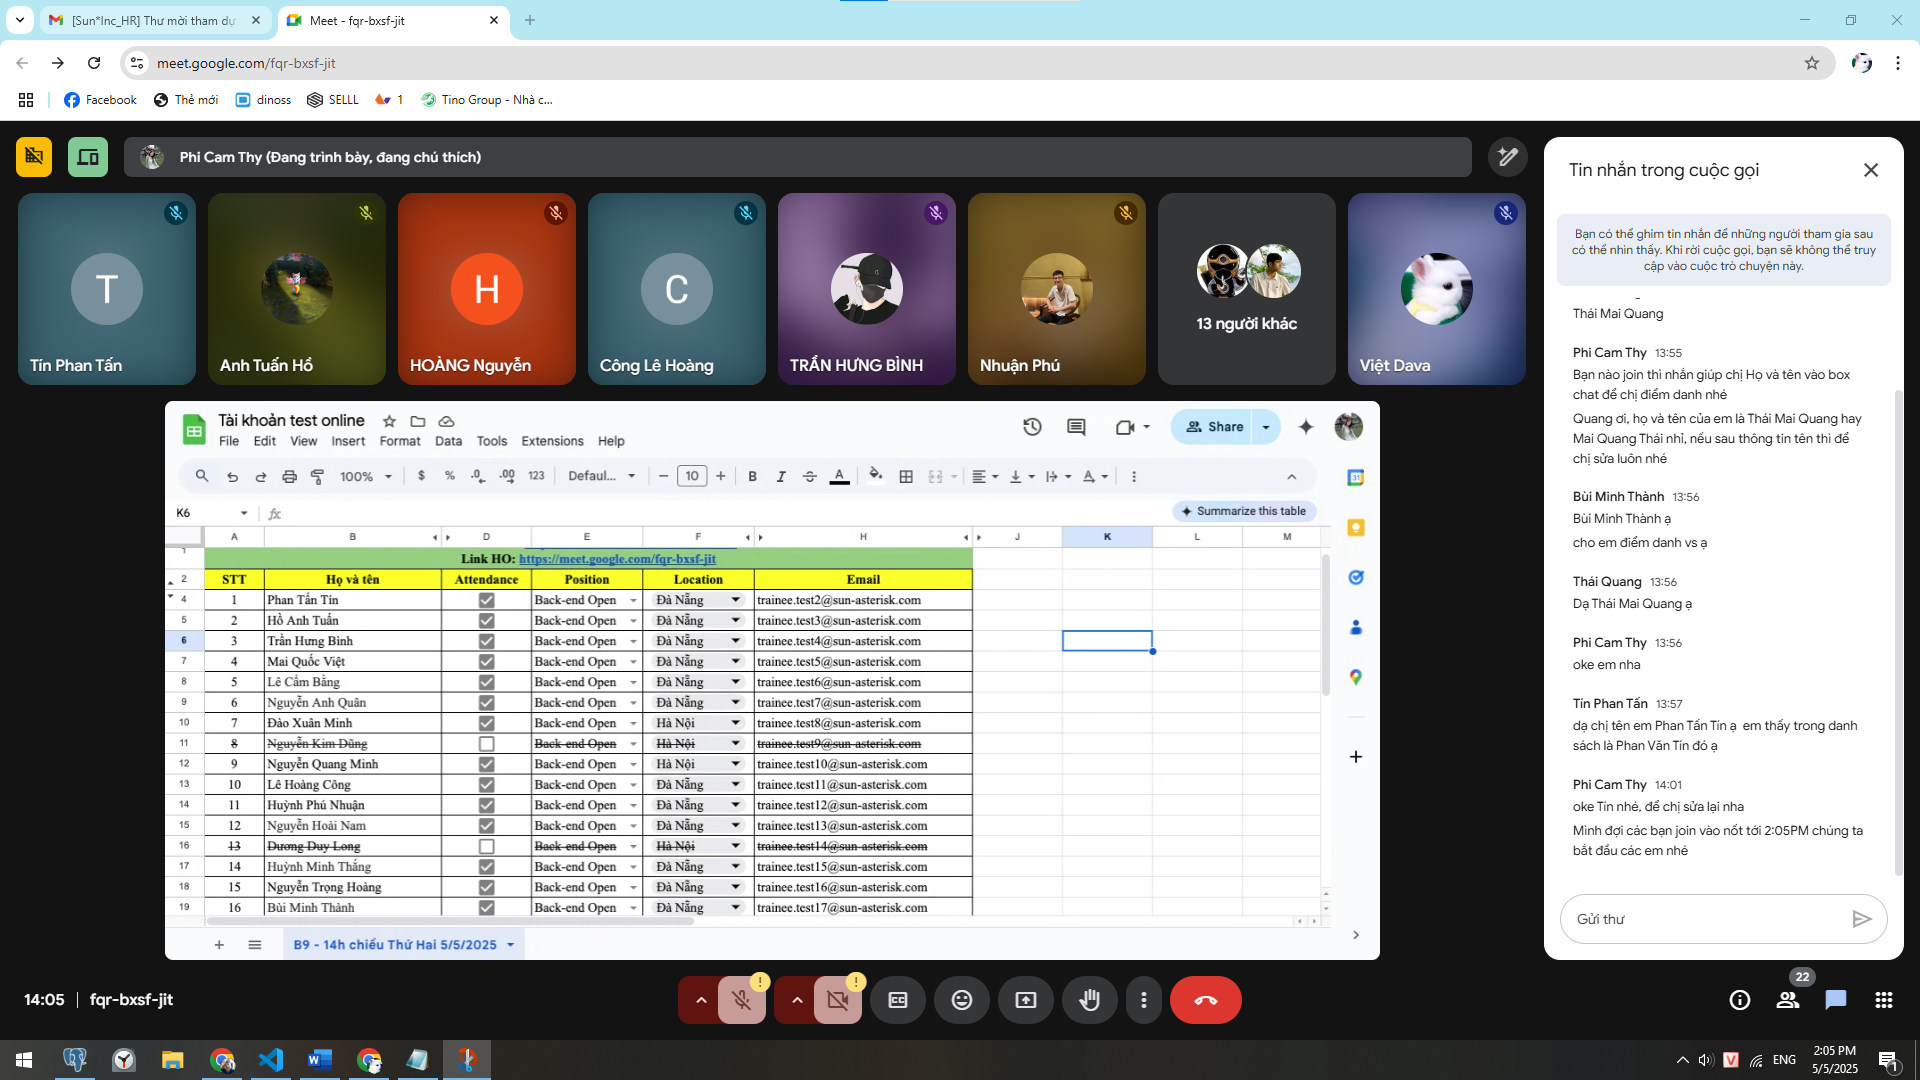 [Sun*Inc_HR] Thư mời tham dự
Meet - fqr-bxsf-jit
meet.google.com/fqr-bxsf-jit
Facebook
Thẻ mới
dinoss
SELLL
1
Tino Group - Nhà c...
Phi Cam Thy (Đang trình bày, đang chú thích)
T
Tín Phan Tấn
Anh Tuấn Hồ
H
HOÀNG Nguyễn
C
Công Lê Hoàng
TRẦN HƯNG BÌNH
Nhuận Phú
13 người khác
Việt Dava
Tài khoản test online
Share
File Edit View Insert Format Data Tools Extensions Help
100% $ % .0 .00 123 Defaul... 10 B I A
K6 fx
Summarize this table
A B D E F H J K L M
1 Link HO: https://meet.google.com/fqr-bxsf-jit
2 STT Họ và tên Attendance Position Location Email
4 1 Phan Tấn Tín Back-end Open Đà Nẵng trainee.test2@sun-asterisk.com
5 2 Hồ Anh Tuấn Back-end Open Đà Nẵng trainee.test3@sun-asterisk.com
6 3 Trần Hưng Bình Back-end Open Đà Nẵng trainee.test4@sun-asterisk.com
7 4 Mai Quốc Việt Back-end Open Đà Nẵng trainee.test5@sun-asterisk.com
8 5 Lê Cẩm Bằng Back-end Open Đà Nẵng trainee.test6@sun-asterisk.com
9 6 Nguyễn Anh Quân Back-end Open Đà Nẵng trainee.test7@sun-asterisk.com
10 7 Đào Xuân Minh Back-end Open Hà Nội trainee.test8@sun-asterisk.com
11 8 Nguyễn Kim Dũng Back-end Open Hà Nội trainee.test9@sun-asterisk.com
12 9 Nguyễn Quang Minh Back-end Open Hà Nội trainee.test10@sun-asterisk.com
13 10 Lê Hoàng Công Back-end Open Đà Nẵng trainee.test11@sun-asterisk.com
14 11 Huỳnh Phú Nhuận Back-end Open Đà Nẵng trainee.test12@sun-asterisk.com
15 12 Nguyễn Hoài Nam Back-end Open Đà Nẵng trainee.test13@sun-asterisk.com
16 13 Dương Duy Long Back-end Open Hà Nội trainee.test14@sun-asterisk.com
17 14 Huỳnh Minh Thắng Back-end Open Đà Nẵng trainee.test15@sun-asterisk.com
18 15 Nguyễn Trọng Hoàng Back-end Open Đà Nẵng trainee.test16@sun-asterisk.com
19 16 Bùi Minh Thành Back-end Open Đà Nẵng trainee.test17@sun-asterisk.com
B9 - 14h chiều Thứ Hai 5/5/2025
31
Tin nhắn trong cuộc gọi
Bạn có thể ghim tin nhắn để những người tham gia sau
có thể nhìn thấy. Khi rời cuộc gọi, bạn sẽ không thể truy
cập vào cuộc trò chuyện này.
Thái Mai Quang
Phi Cam Thy 13:55
Bạn nào join thì nhắn giúp chị Họ và tên vào box
chat để chị điểm danh nhé
Quang ơi, họ và tên của em là Thái Mai Quang hay
Mai Quang Thái nhỉ, nếu sau thông tin tên thì để
chị sửa luôn nhé
Bùi Minh Thành 13:56
Bùi Minh Thành ạ
cho em điểm danh vs ạ
Thái Quang 13:56
Dạ Thái Mai Quang ạ
Phi Cam Thy 13:56
oke em nha
Tín Phan Tấn 13:57
dạ chị tên em Phan Tấn Tín ạ em thấy trong danh
sách là Phan Văn Tín đó ạ
Phi Cam Thy 14:01
oke Tín nhé, để chị sửa lại nha
Mình đợi các bạn join vào nốt tới 2:05PM chúng ta
bắt đầu các em nhé
Gửi thư
14:05 | fqr-bxsf-jit
22
ENG
2:05 PM
5/5/2025
1